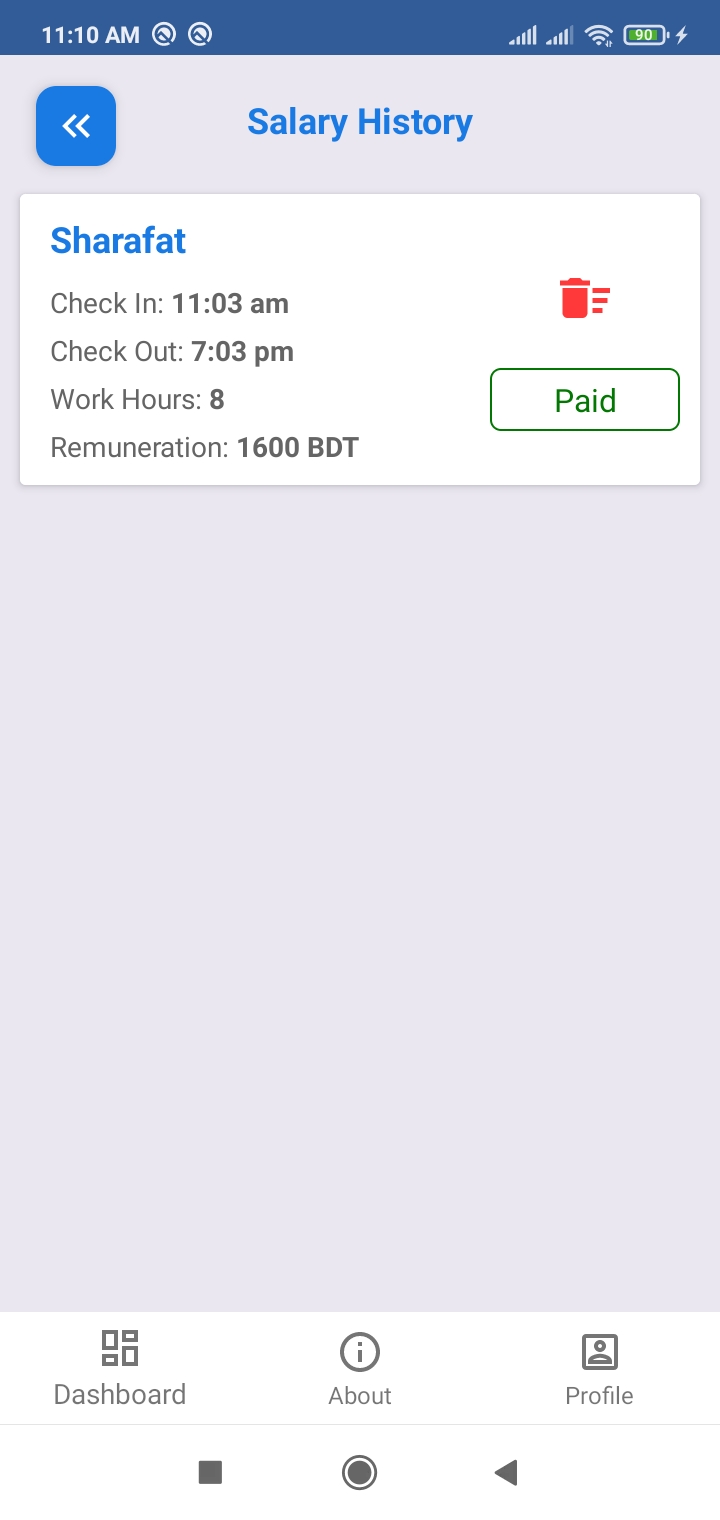 11:10 AM
90
Salary History
Sharafat
Check In: 11:03 am
Check Out: 7:03 pm
Work Hours: 8
Remuneration: 1600 BDT
Paid
Dashboard
About
Profile